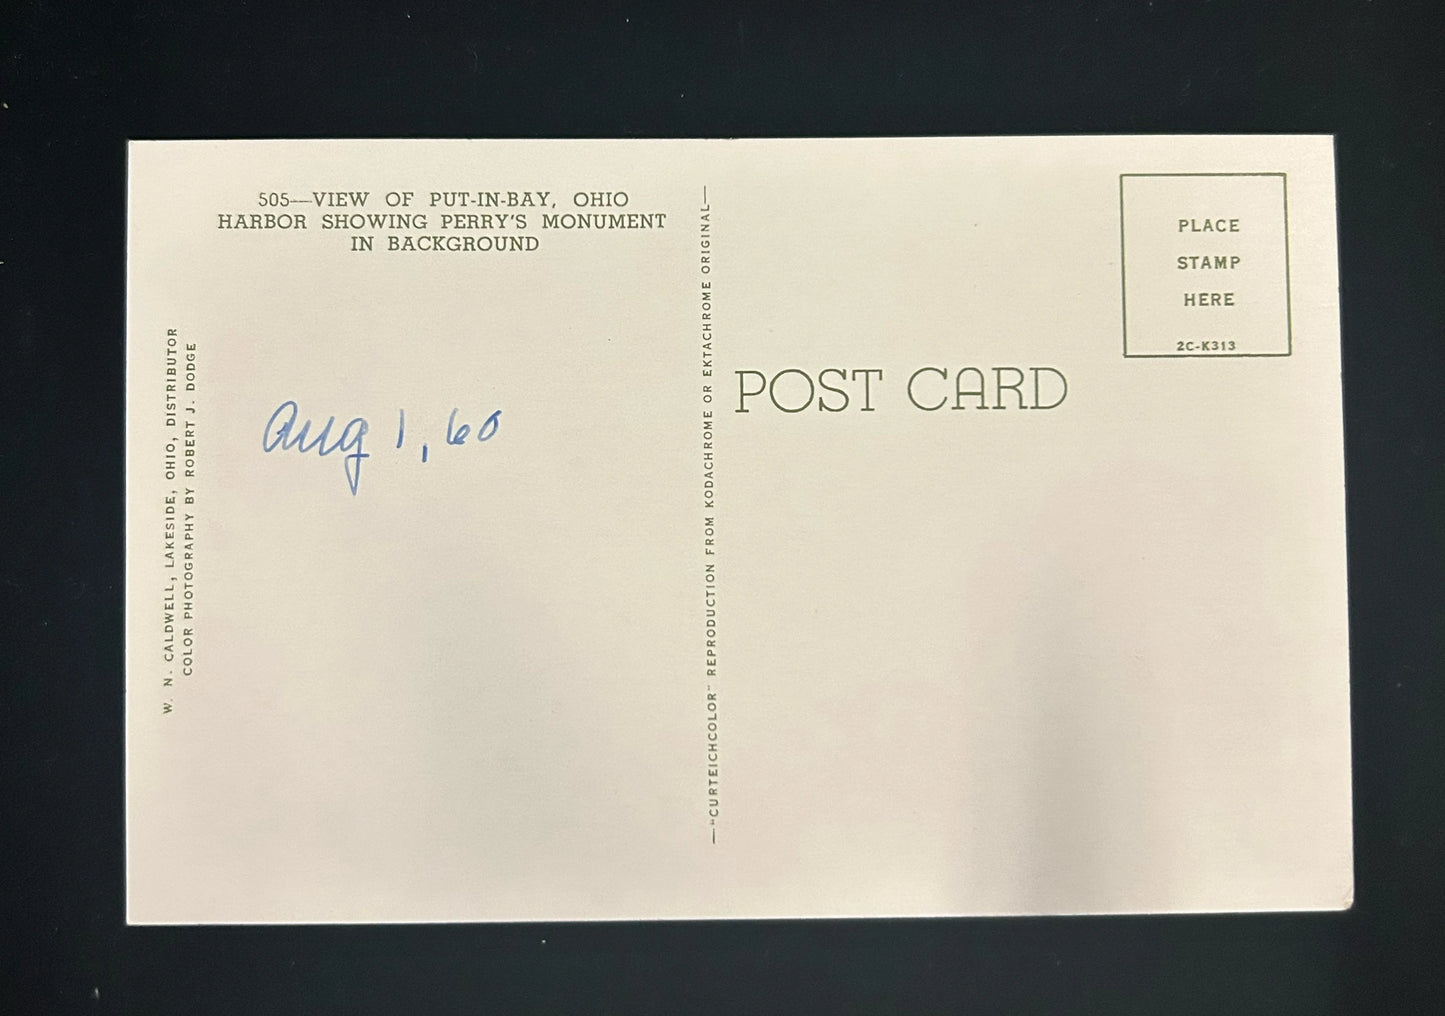 505—VIEW OF PUT-IN-BAY, OHIO
HARBOR SHOWING PERRY'S MONUMENT
IN BACKGROUND
W. N. CALDWELL, LAKESIDE, OHIO, DISTRIBUTOR
COLOR PHOTOGRAPHY BY ROBERT J. DODGE
Aug 1, 60
—"CURTEICHCOLOR" REPRODUCTION FROM KODACHROME OR EKTACHROME ORIGINAL—
POST CARD
PLACE
STAMP
HERE
2C-K313